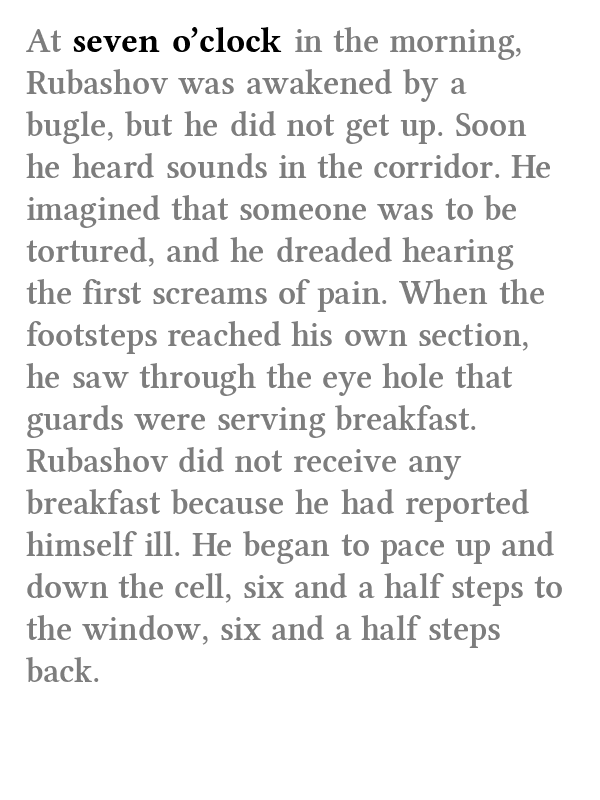 At seven o’clock in the morning,
Rubashov was awakened by a
bugle, but he did not get up. Soon
he heard sounds in the corridor. He
imagined that someone was to be
tortured, and he dreaded hearing
the first screams of pain. When the
footsteps reached his own section,
he saw through the eye hole that
guards were serving breakfast.
Rubashov did not receive any
breakfast because he had reported
himself ill. He began to pace up and
down the cell, six and a half steps to
the window, six and a half steps
back.